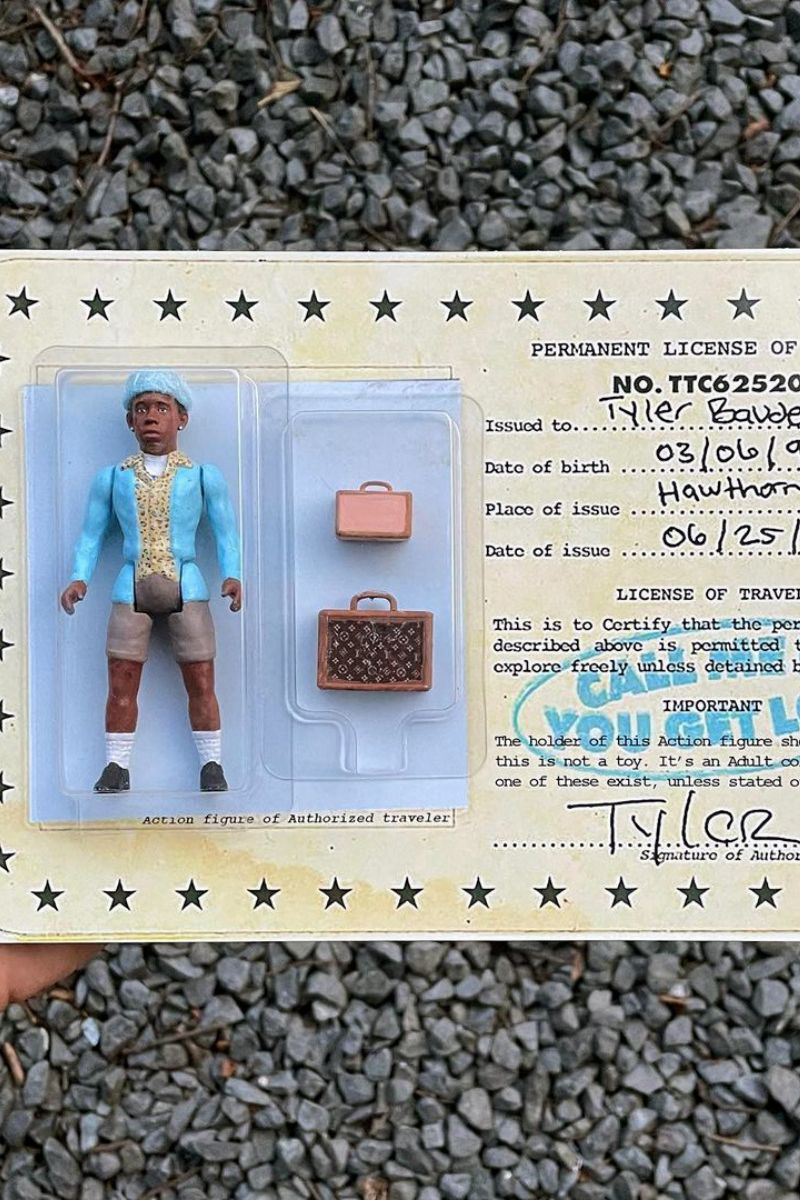 PERMANENT LICENSE OF
NO. TTC62520
Issued to.....Tyler Baude
Date of birth ....03/06/9
Place of issue ....Hawthor
Date of issue ....06/25/
LICENSE OF TRAVEL
This is to Certify that the per
described above is permitted t
explore freely unless detained b
CALL ME
YOU GET LO
IMPORTANT
The holder of this Action figure sh
this is not a toy. It's an Adult co
one of these exist, unless stated o
Tyler
Signature of Author
Action figure of Authorized traveler